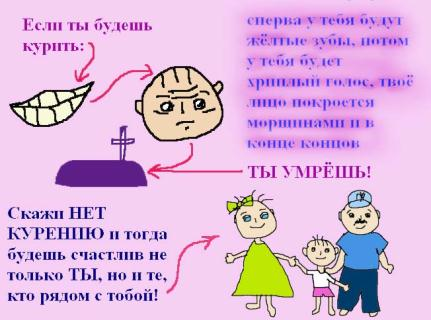 Если ты будешь
курить:
сперва у тебя будут
жёлтые зубы, потом
у тебя будет
хриплый голос, твоё
лицо покроется
морщинами и в
конце концов
ТЫ УМРЁШЬ!
Скажи НЕТ
КУРЕНИЮ и тогда
будешь счастлив не
только ТЫ, но и те,
кто рядом с тобой!